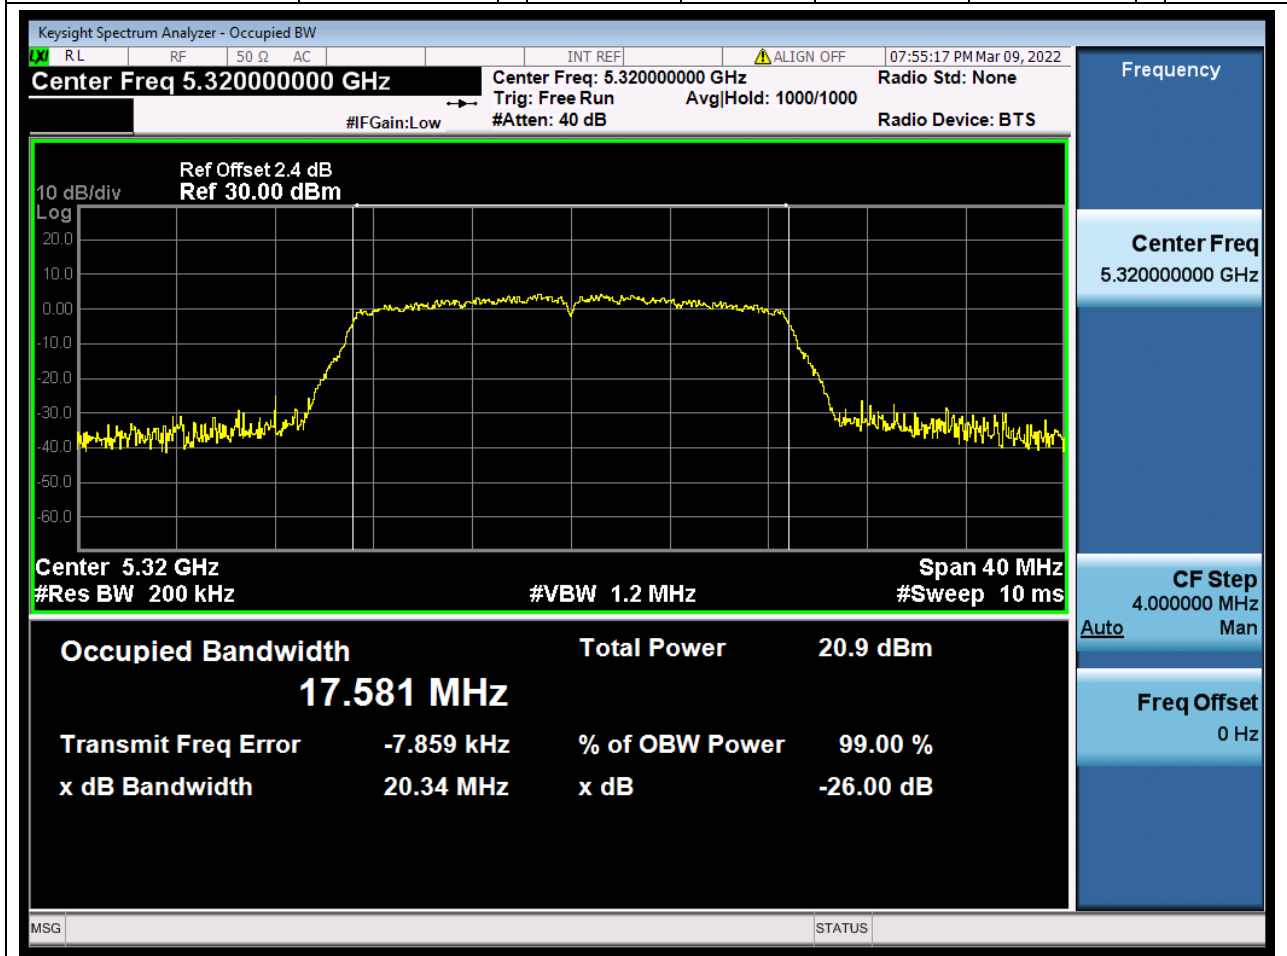 Keysight Spectrum Analyzer - Occupied BW
LXI RL RF 50 Ω AC INT REF ALIGN OFF 07:55:17 PM Mar 09, 2022
Center Freq 5.320000000 GHz
Center Freq: 5.320000000 GHz Radio Std: None
Trig: Free Run Avg|Hold: 1000/1000
#IFGain:Low #Atten: 40 dB Radio Device: BTS
Ref Offset 2.4 dB
10 dB/div Ref 30.00 dBm
Log
20.0
10.0
0.00
-10.0
-20.0
-30.0
-40.0
-50.0
-60.0
Center 5.32 GHz Span 40 MHz
#Res BW 200 kHz #VBW 1.2 MHz #Sweep 10 ms
Occupied Bandwidth Total Power 20.9 dBm
17.581 MHz
Transmit Freq Error -7.859 kHz % of OBW Power 99.00 %
x dB Bandwidth 20.34 MHz x dB -26.00 dB
MSG STATUS
Frequency
Center Freq
5.320000000 GHz
CF Step
4.000000 MHz
Auto Man
Freq Offset
0 Hz